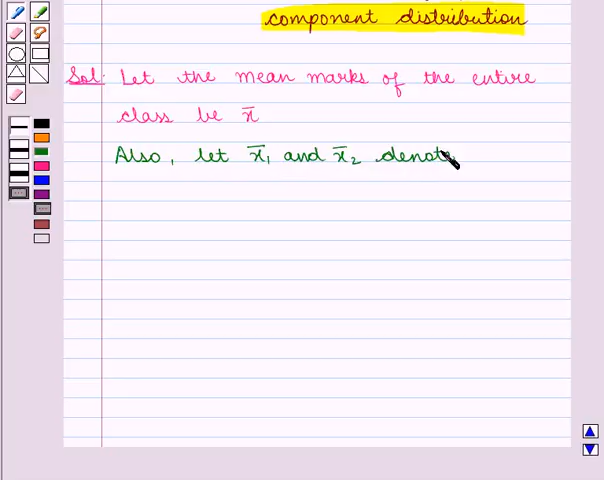 component distribution
Sol: Let the mean marks of the entire
class be x̄
Also, let x̄₁ and x̄₂ denote